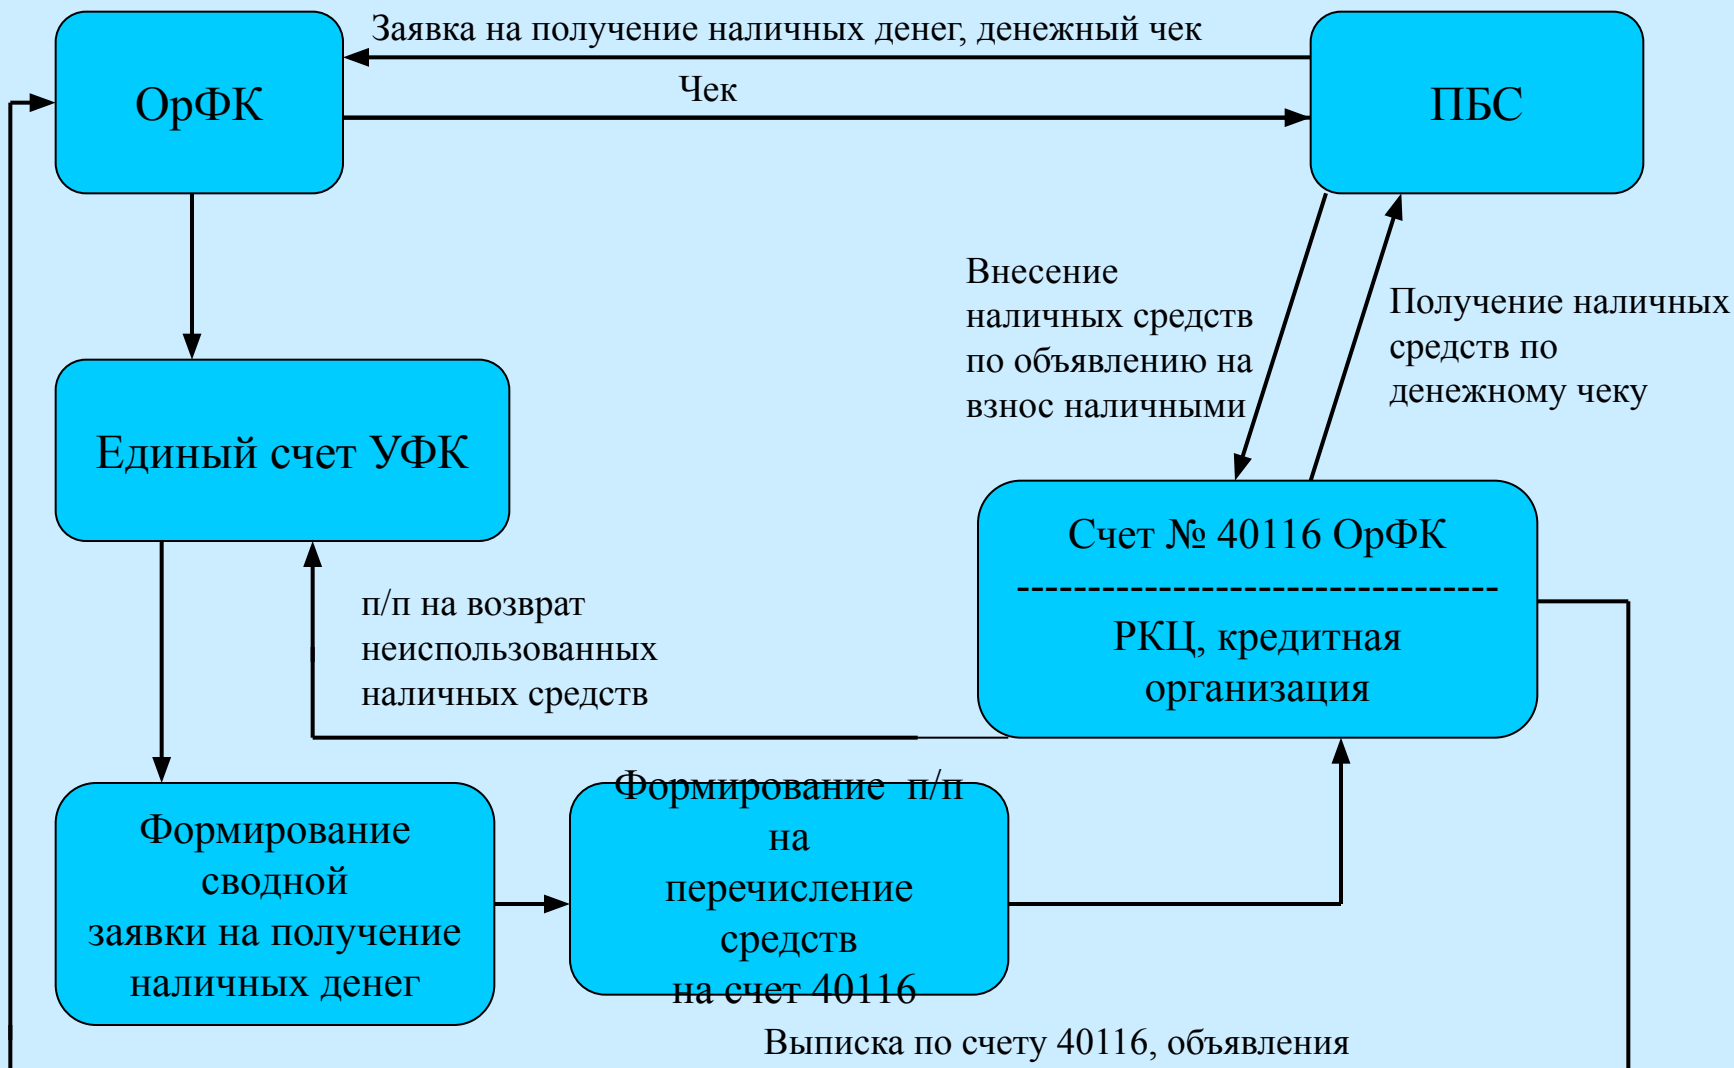 Заявка на получение наличных денег, денежный чек
ОрФК
Чек
ПБС
Внесение
наличных средств
по объявлению на
взнос наличными
Получение наличных
средств по
денежному чеку
Единый счет УФК
Счет № 40116 ОрФК
-----------------------------------
РКЦ, кредитная
организация
п/п на возврат
неиспользованных
наличных средств
Формирование
сводной
заявки на получение
наличных денег
Формирование п/п
на
перечисление
средств
на счет 40116
Выписка по счету 40116, объявления